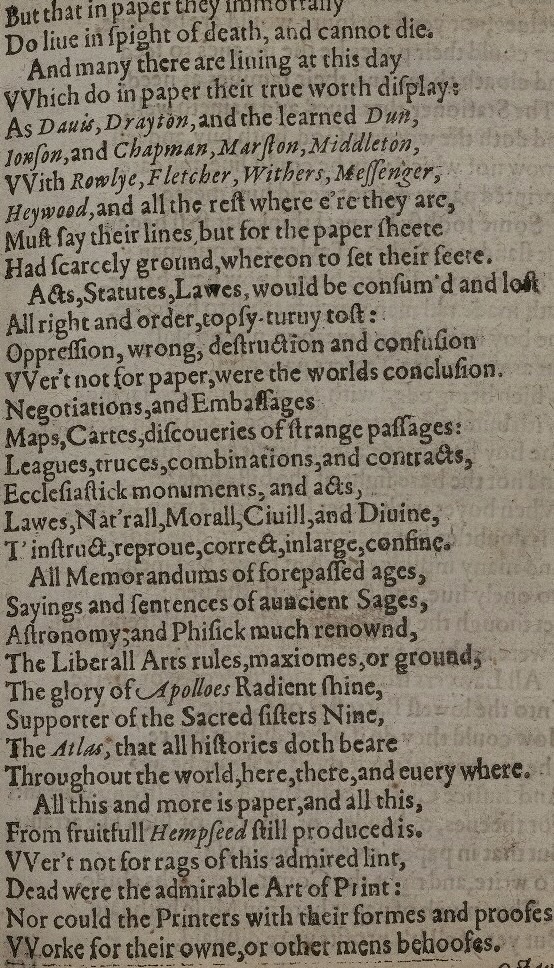 But that in paper they immortally
Do liue in ſpight of death, and cannot die.
And many there are liuing at this day
VVhich do in paper their true worth diſplay:
As Dauis, Drayton, and the learned Dun,
Ionſon, and Chapman, Marſton, Middleton,
VVith Rowlye, Fletcher, Withers, Meſſenger,
Heywood, and all the reſt where e're they are,
Muſt ſay their lines, but for the paper ſheete
Had ſcarcely ground, whereon to ſet their feete.
Acts, Statutes, Lawes, would be conſum'd and loſt
All right and order, topſy-turuy toſt:
Oppreſſion, wrong, deſtruction and confuſion
VVer't not for paper, were the worlds concluſion.
Negotiations, and Embaſſages
Maps, Cartes, diſcoueries of ſtrange paſſages:
Leagues, truces, combinations, and contracts,
Eccleſiaſtick monuments, and acts,
Lawes, Nat'rall, Morall, Ciuill, and Diuine,
T'inſtruct, reproue, correct, inlarge, confine.
All Memorandums of forepaſſed ages,
Sayings and ſentences of auncient Sages,
Aſtronomy; and Phiſick much renownd,
The Liberall Arts rules, maxiomes, or ground,
The glory of Apolloes Radient ſhine,
Supporter of the Sacred ſiſters Nine,
The Atlas, that all hiſtories doth beare
Throughout the world, here, there, and euery where.
All this and more is paper, and all this,
From fruitfull Hempſeed ſtill produced is.
VVer't not for rags of this admired lint,
Dead were the admirable Art of Print:
Nor could the Printers with their formes and proofes
VVorke for their owne, or other mens behoofes.